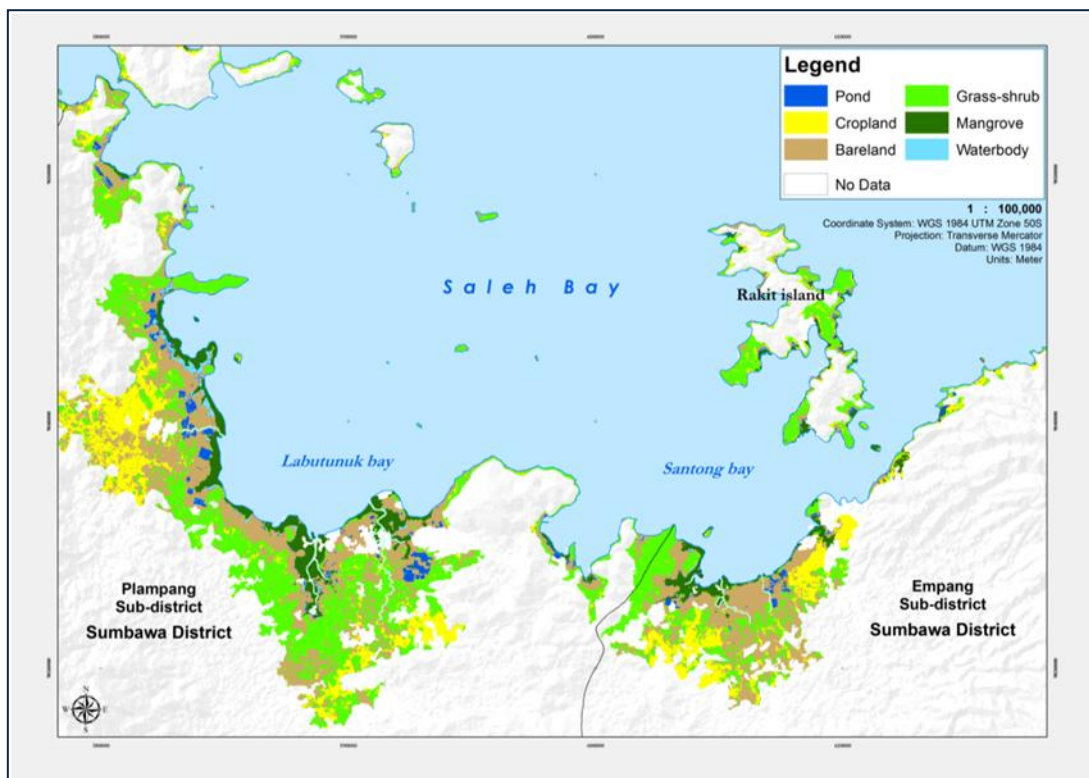 Legend
Pond
Grass-shrub
Cropland
Mangrove
Bareland
Waterbody
No Data
1 : 100,000
Coordinate System: WGS 1984 UTM Zone 50S
Projection: Transverse Mercator
Datum: WGS 1984
Units: Meter
Saleh Bay
Rakit island
Labutunuk bay
Santong bay
Plampang
Sub-district
Sumbawa District
Empang
Sub-district
Sumbawa District
N
W E
S